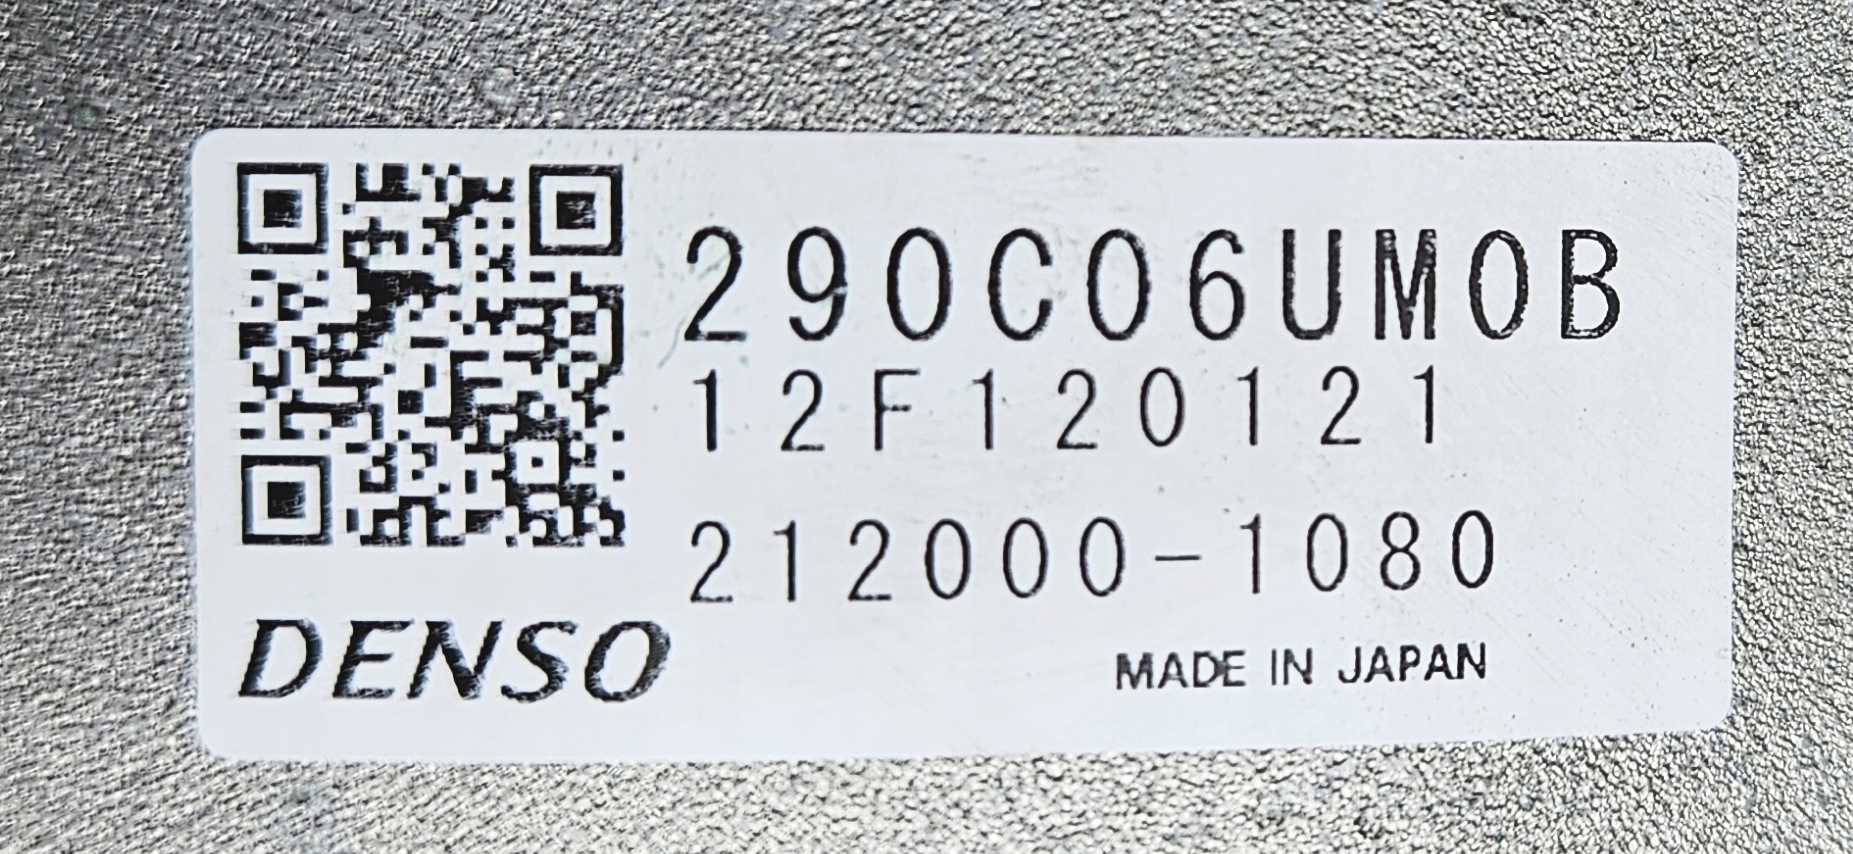 290C06UM0B
12F120121
212000-1080
DENSO
MADE IN JAPAN